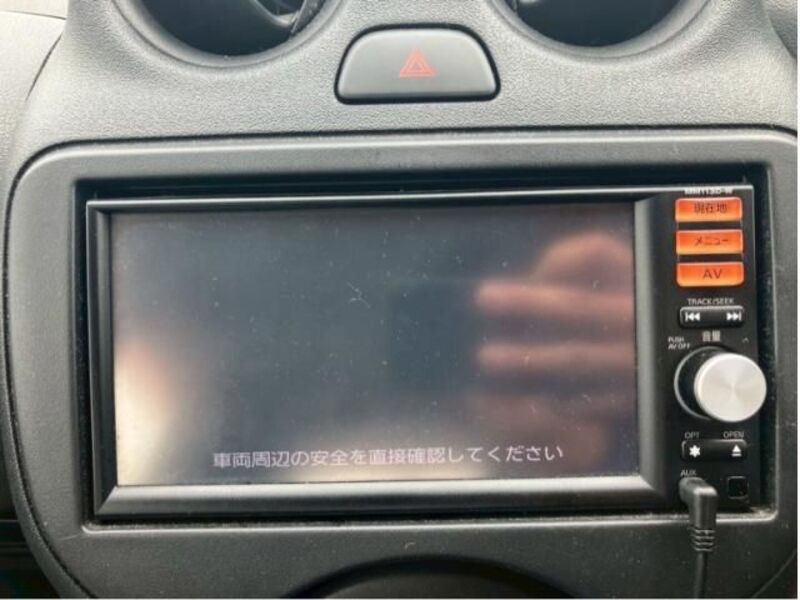 MM113D-W
現在地
メニュー
AV
TRACK/SEEK
音量
PUSH
AV OFF
OPT
OPEN
AUX
車両周辺の安全を直接確認してください